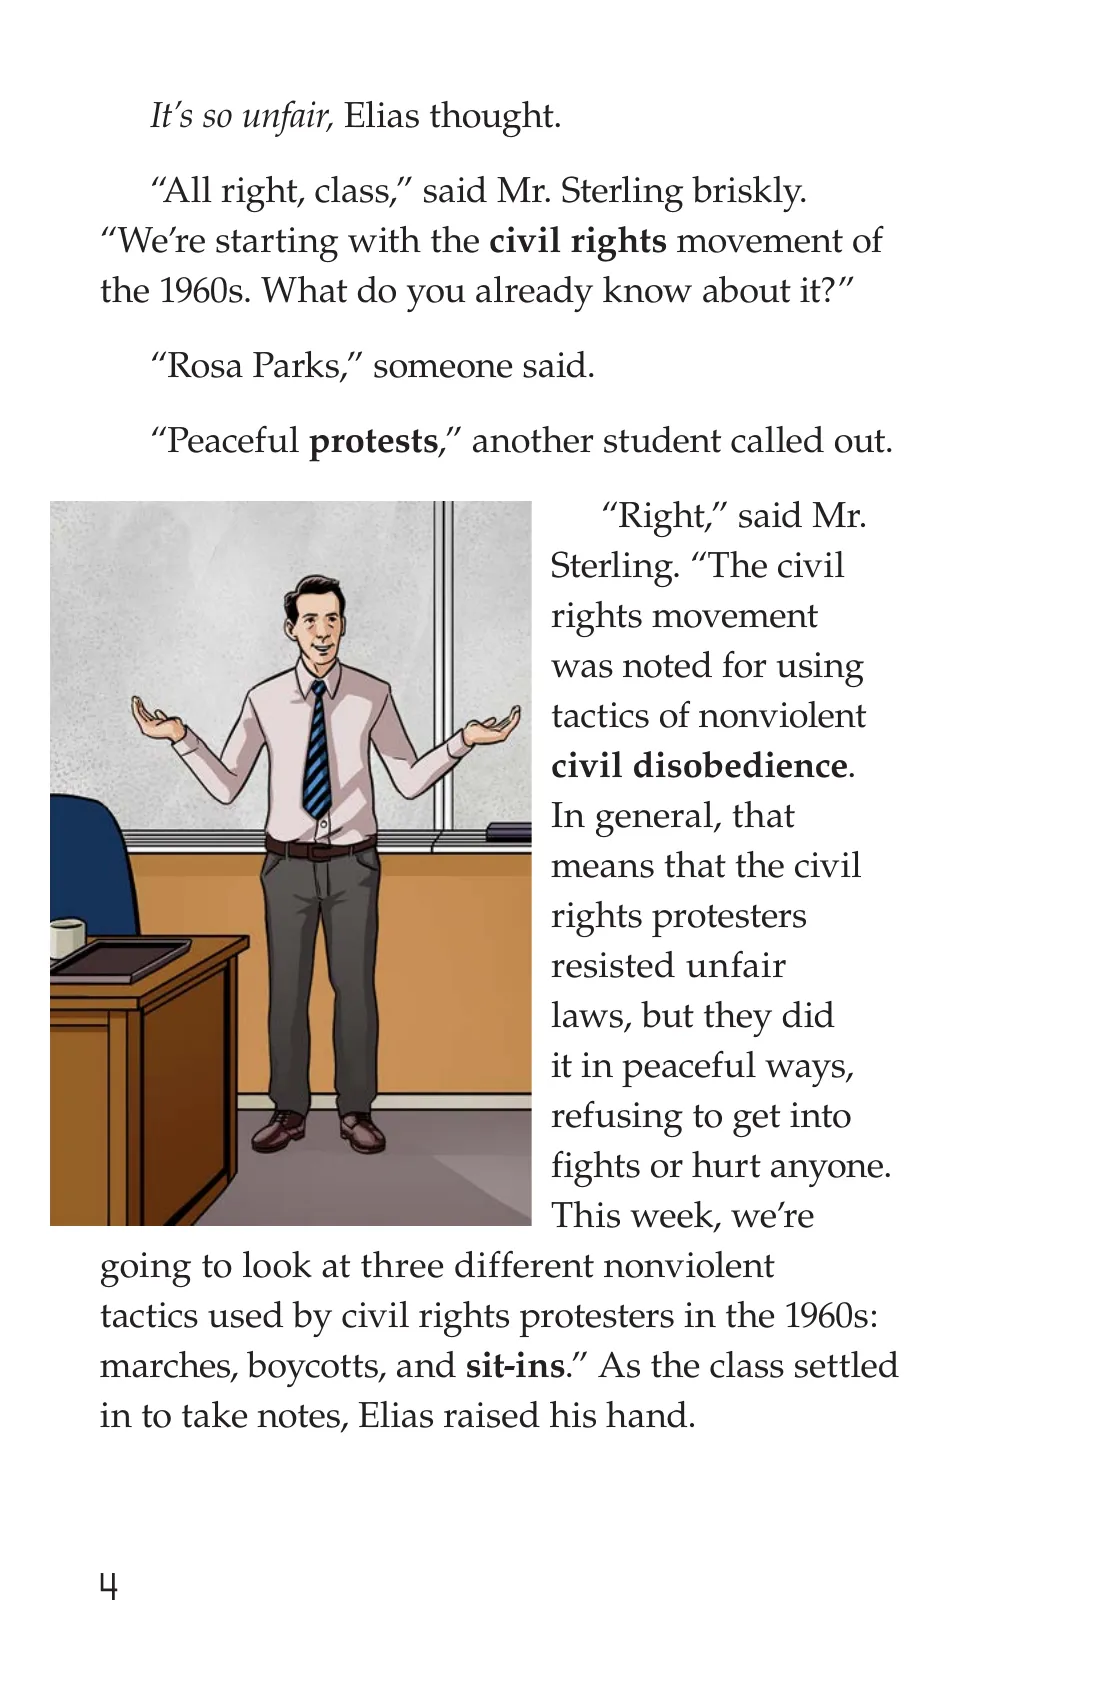 It’s so unfair, Elias thought.
“All right, class,” said Mr. Sterling briskly.
“We’re starting with the civil rights movement of
the 1960s. What do you already know about it?”
“Rosa Parks,” someone said.
“Peaceful protests,” another student called out.
“Right,” said Mr.
Sterling. “The civil
rights movement
was noted for using
tactics of nonviolent
civil disobedience.
In general, that
means that the civil
rights protesters
resisted unfair
laws, but they did
it in peaceful ways,
refusing to get into
fights or hurt anyone.
This week, we’re
going to look at three different nonviolent
tactics used by civil rights protesters in the 1960s:
marches, boycotts, and sit-ins.” As the class settled
in to take notes, Elias raised his hand.
4